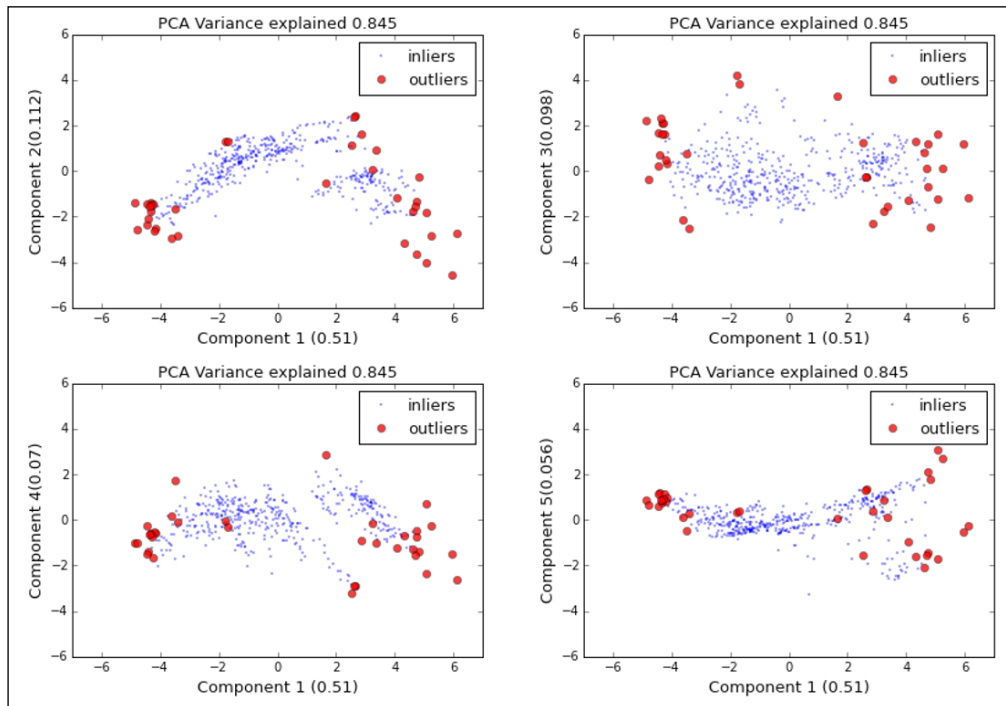 PCA Variance explained 0.845
6
4
2
0
−2
−4
−6
Component 2(0.112)
inliers
outliers
−6 −4 −2 0 2 4 6
Component 1 (0.51)
PCA Variance explained 0.845
6
4
2
0
−2
−4
−6
Component 3(0.098)
inliers
outliers
−6 −4 −2 0 2 4 6
Component 1 (0.51)
PCA Variance explained 0.845
6
4
2
0
−2
−4
−6
Component 4(0.07)
inliers
outliers
−6 −4 −2 0 2 4 6
Component 1 (0.51)
PCA Variance explained 0.845
6
4
2
0
−2
−4
−6
Component 5(0.056)
inliers
outliers
−6 −4 −2 0 2 4 6
Component 1 (0.51)